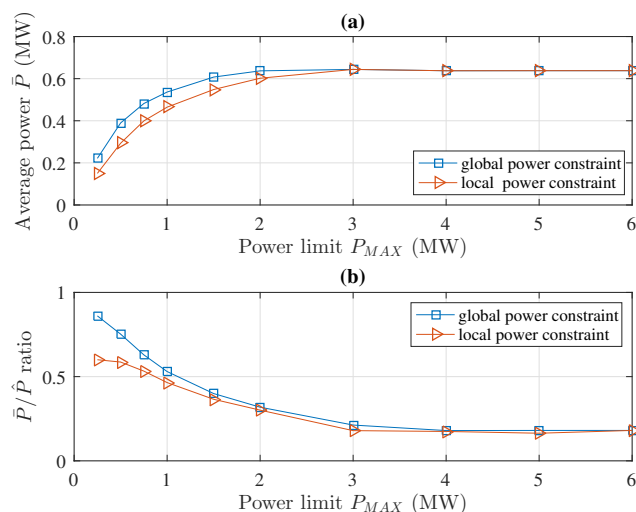 (a)
Average power P̄ (MW)
0.8
0.6
0.4
0.2
0
global power constraint
local power constraint
0 1 2 3 4 5 6
Power limit P_MAX (MW)
(b)
P̄/P̂ ratio
1
0.5
0
global power constraint
local power constraint
0 1 2 3 4 5 6
Power limit P_MAX (MW)